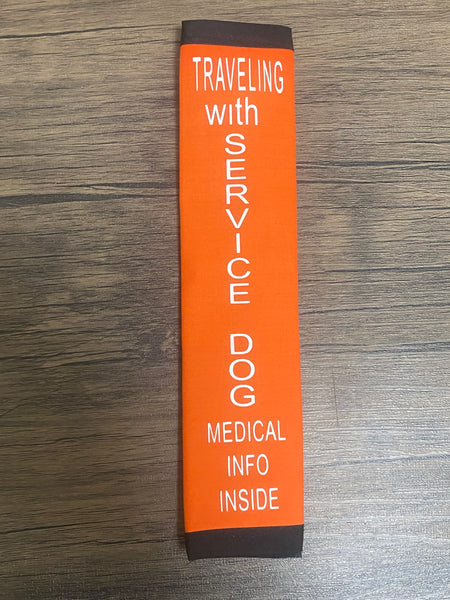 TRAVELING
with
SERVICE DOG
MEDICAL
INFO
INSIDE